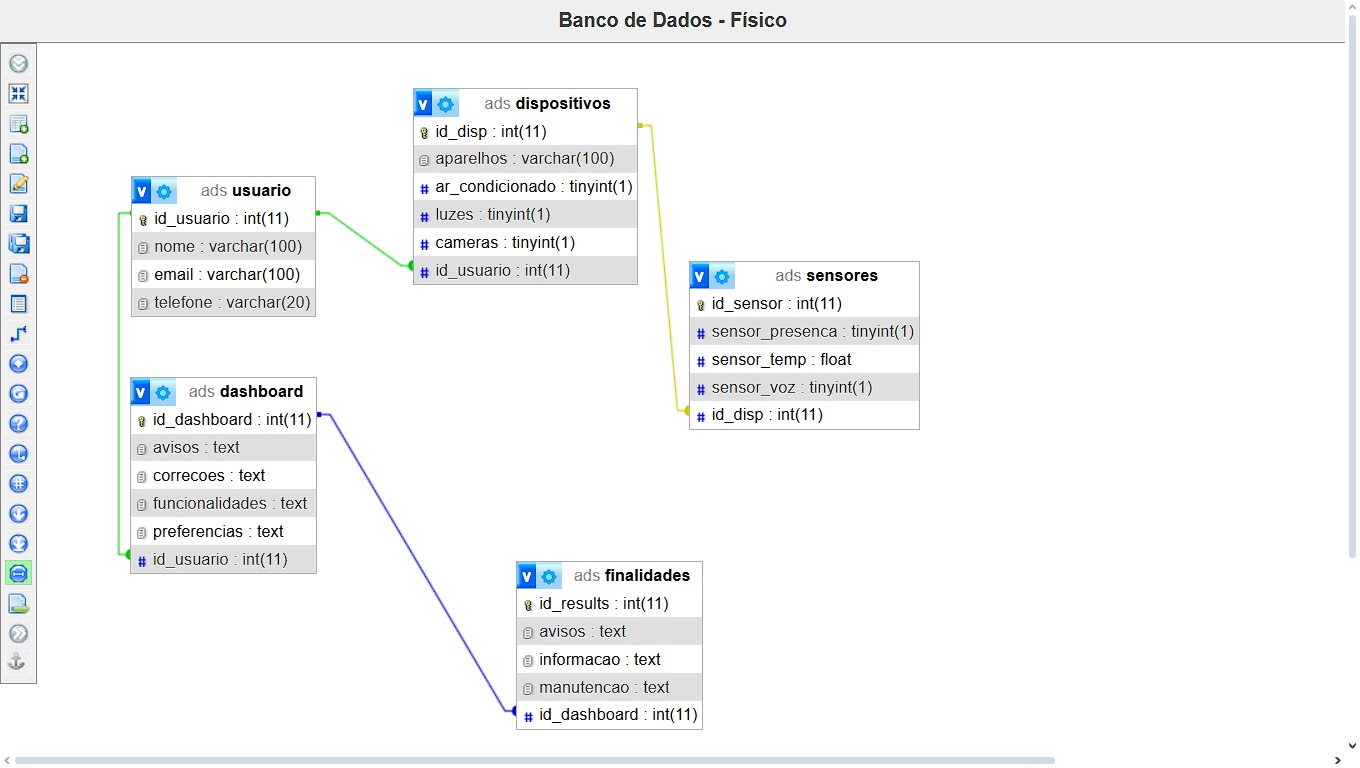 Banco de Dados - Físico
v ads dispositivos
id_disp : int(11)
aparelhos : varchar(100)
# ar_condicionado : tinyint(1)
# luzes : tinyint(1)
# cameras : tinyint(1)
# id_usuario : int(11)
v ads usuario
id_usuario : int(11)
nome : varchar(100)
email : varchar(100)
telefone : varchar(20)
v ads sensores
id_sensor : int(11)
# sensor_presenca : tinyint(1)
# sensor_temp : float
# sensor_voz : tinyint(1)
# id_disp : int(11)
v ads dashboard
id_dashboard : int(11)
avisos : text
correcoes : text
funcionalidades : text
preferencias : text
# id_usuario : int(11)
v ads finalidades
id_results : int(11)
avisos : text
informacao : text
manutencao : text
# id_dashboard : int(11)